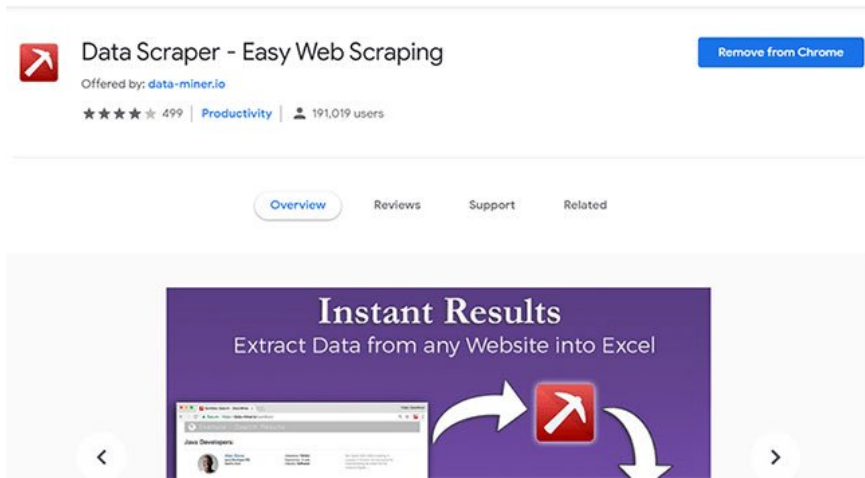 Data Scraper - Easy Web Scraping
Remove from Chrome
Offered by: data-miner.io
499 | Productivity | 191,019 users
Overview Reviews Support Related
Instant Results
Extract Data from any Website into Excel
Java Developers: